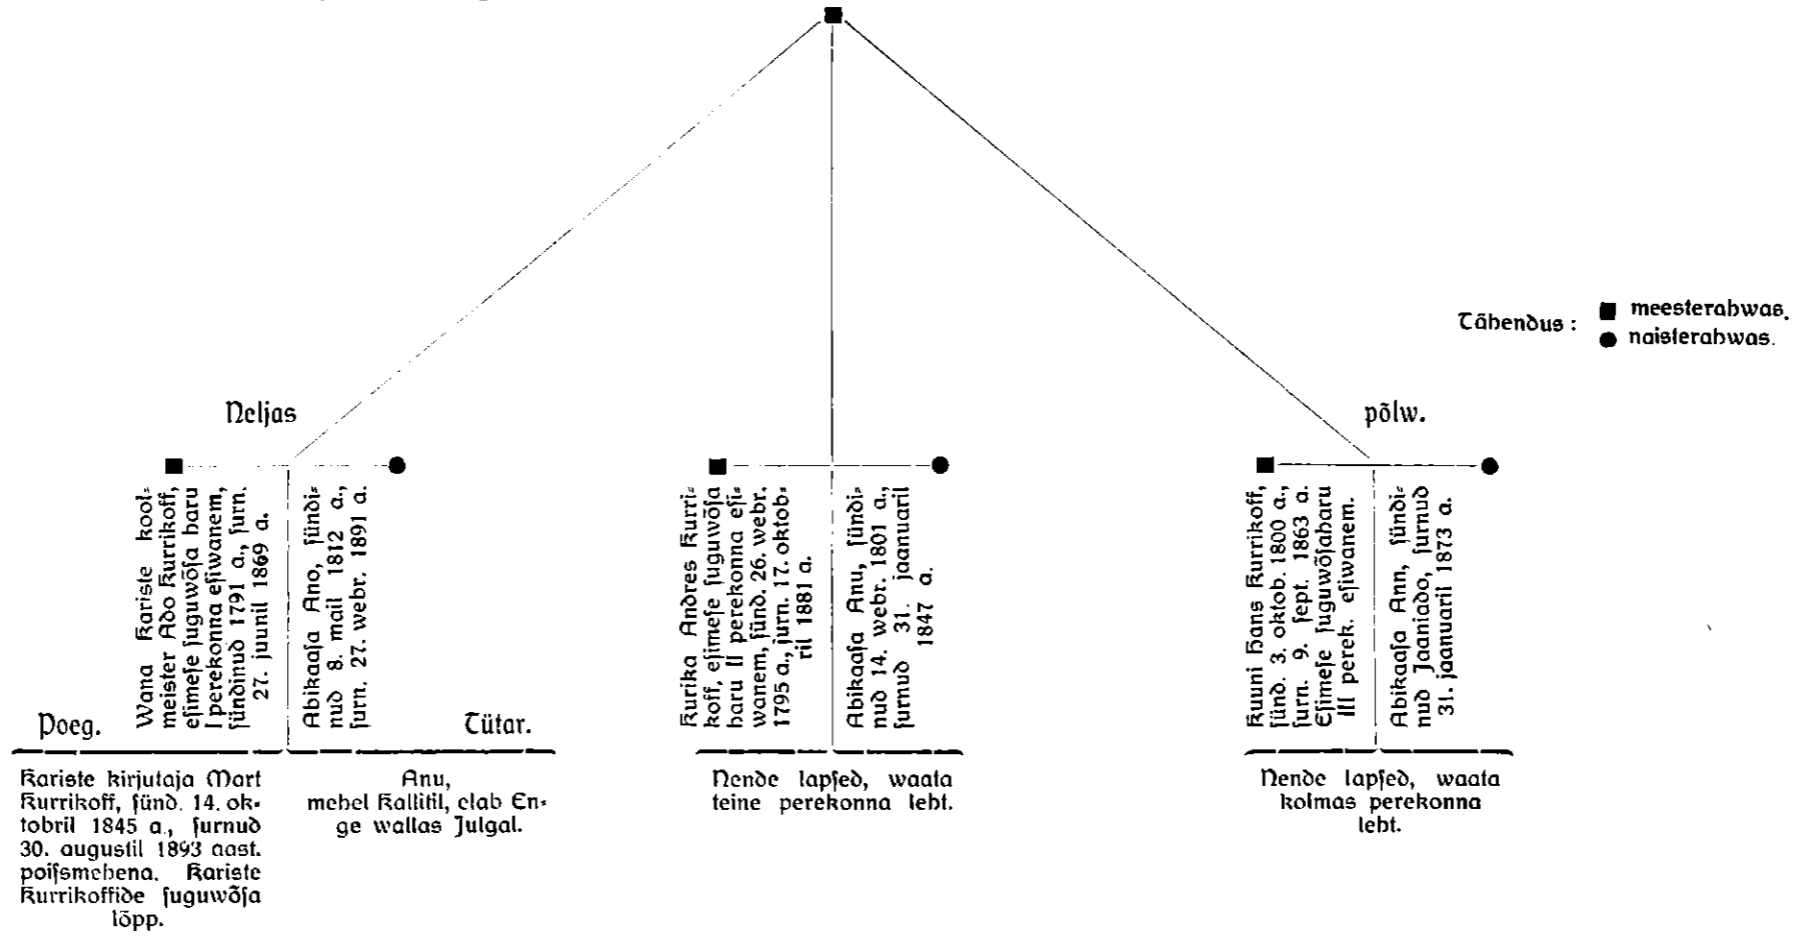 Tähendus: ■ meesterahwas.
● naisterahwas.
Neljas põlw.
Wana Kariste kool-
meister Ado Kurrikoff,
esimese suguwõsa haru
I perekonna esiwanem,
sündinud 1791 a., surn.
27. juunil 1869 a.
Abikaasa Ano, sündi-
nud 8. mail 1812 a.,
surn. 27. webr. 1891 a.
Kurika Andres Kurri-
koff, esimese suguwõsa
haru II perekonna esi-
wanem, sünd. 26. webr.
1795 a., surn. 17. oktob-
ril 1881 a.
Abikaasa Anu, sündi-
nud 14. webr. 1801 a.,
surnud 31. jaanuaril
1847 a.
Kuuni Hans Kurrikoff,
sünd. 3. oktob. 1800 a.,
surn. 9. sept. 1863 a.
Esimese suguwõsaharu
III perek. esiwanem.
Abikaasa Ann, sündi-
nud Jaaniado, surnud
31. jaanuaril 1873 a.
Poeg.
Tütar.
Kariste kirjutaja Mart
Kurrikoff, sünd. 14. ok-
tobril 1845 a., surnud
30. augustil 1893 aast.
poissmehena. Kariste
Kurrikoffide suguwõsa
lõpp.
Anu,
mehel Kallitil, elab En-
ge wallas Julgal.
Nende lapsed, waata
teine perekonna leht.
Nende lapsed, waata
kolmas perekonna
leht.